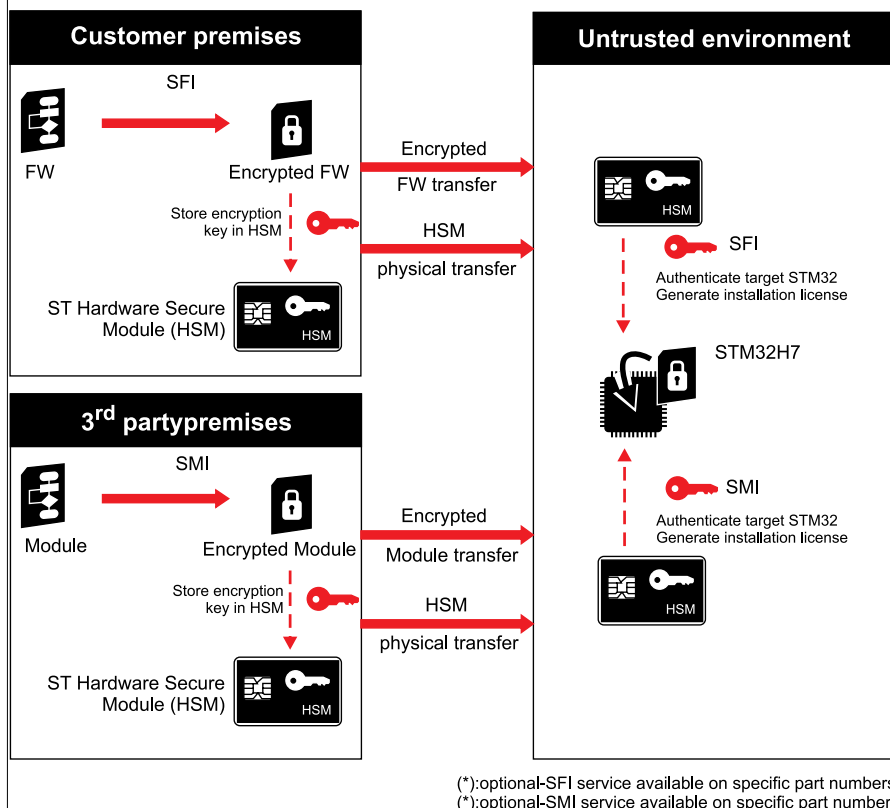 Customer premises
SFI
FW
Encrypted FW
Store encryption
key in HSM
ST Hardware Secure
Module (HSM)
HSM
Encrypted
FW transfer
HSM
physical transfer
3rd partypremises
SMI
Module
Encrypted Module
Store encryption
key in HSM
ST Hardware Secure
Module (HSM)
HSM
Encrypted
Module transfer
HSM
physical transfer
Untrusted environment
HSM
SFI
Authenticate target STM32
Generate installation license
STM32H7
SMI
Authenticate target STM32
Generate installation license
HSM
(*):optional-SFI service available on specific part numbers
(*):optional-SMI service available on specific part number